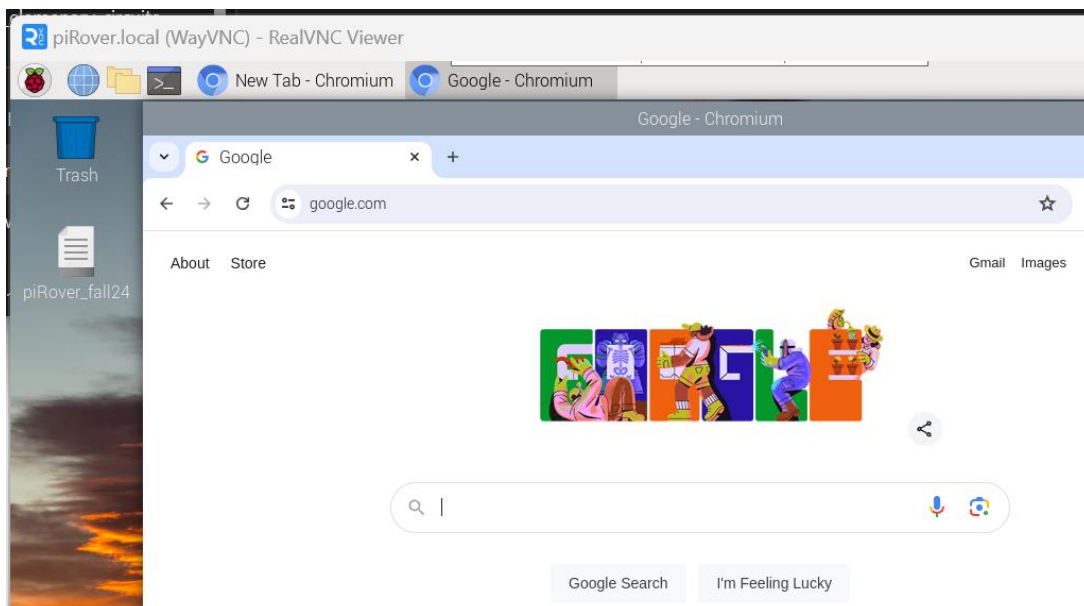 piRover.local (WayVNC) - RealVNC Viewer
New Tab - Chromium Google - Chromium
Google - Chromium
Trash
Google
google.com
piRover_fall24
About Store Gmail Images
Google Search I'm Feeling Lucky